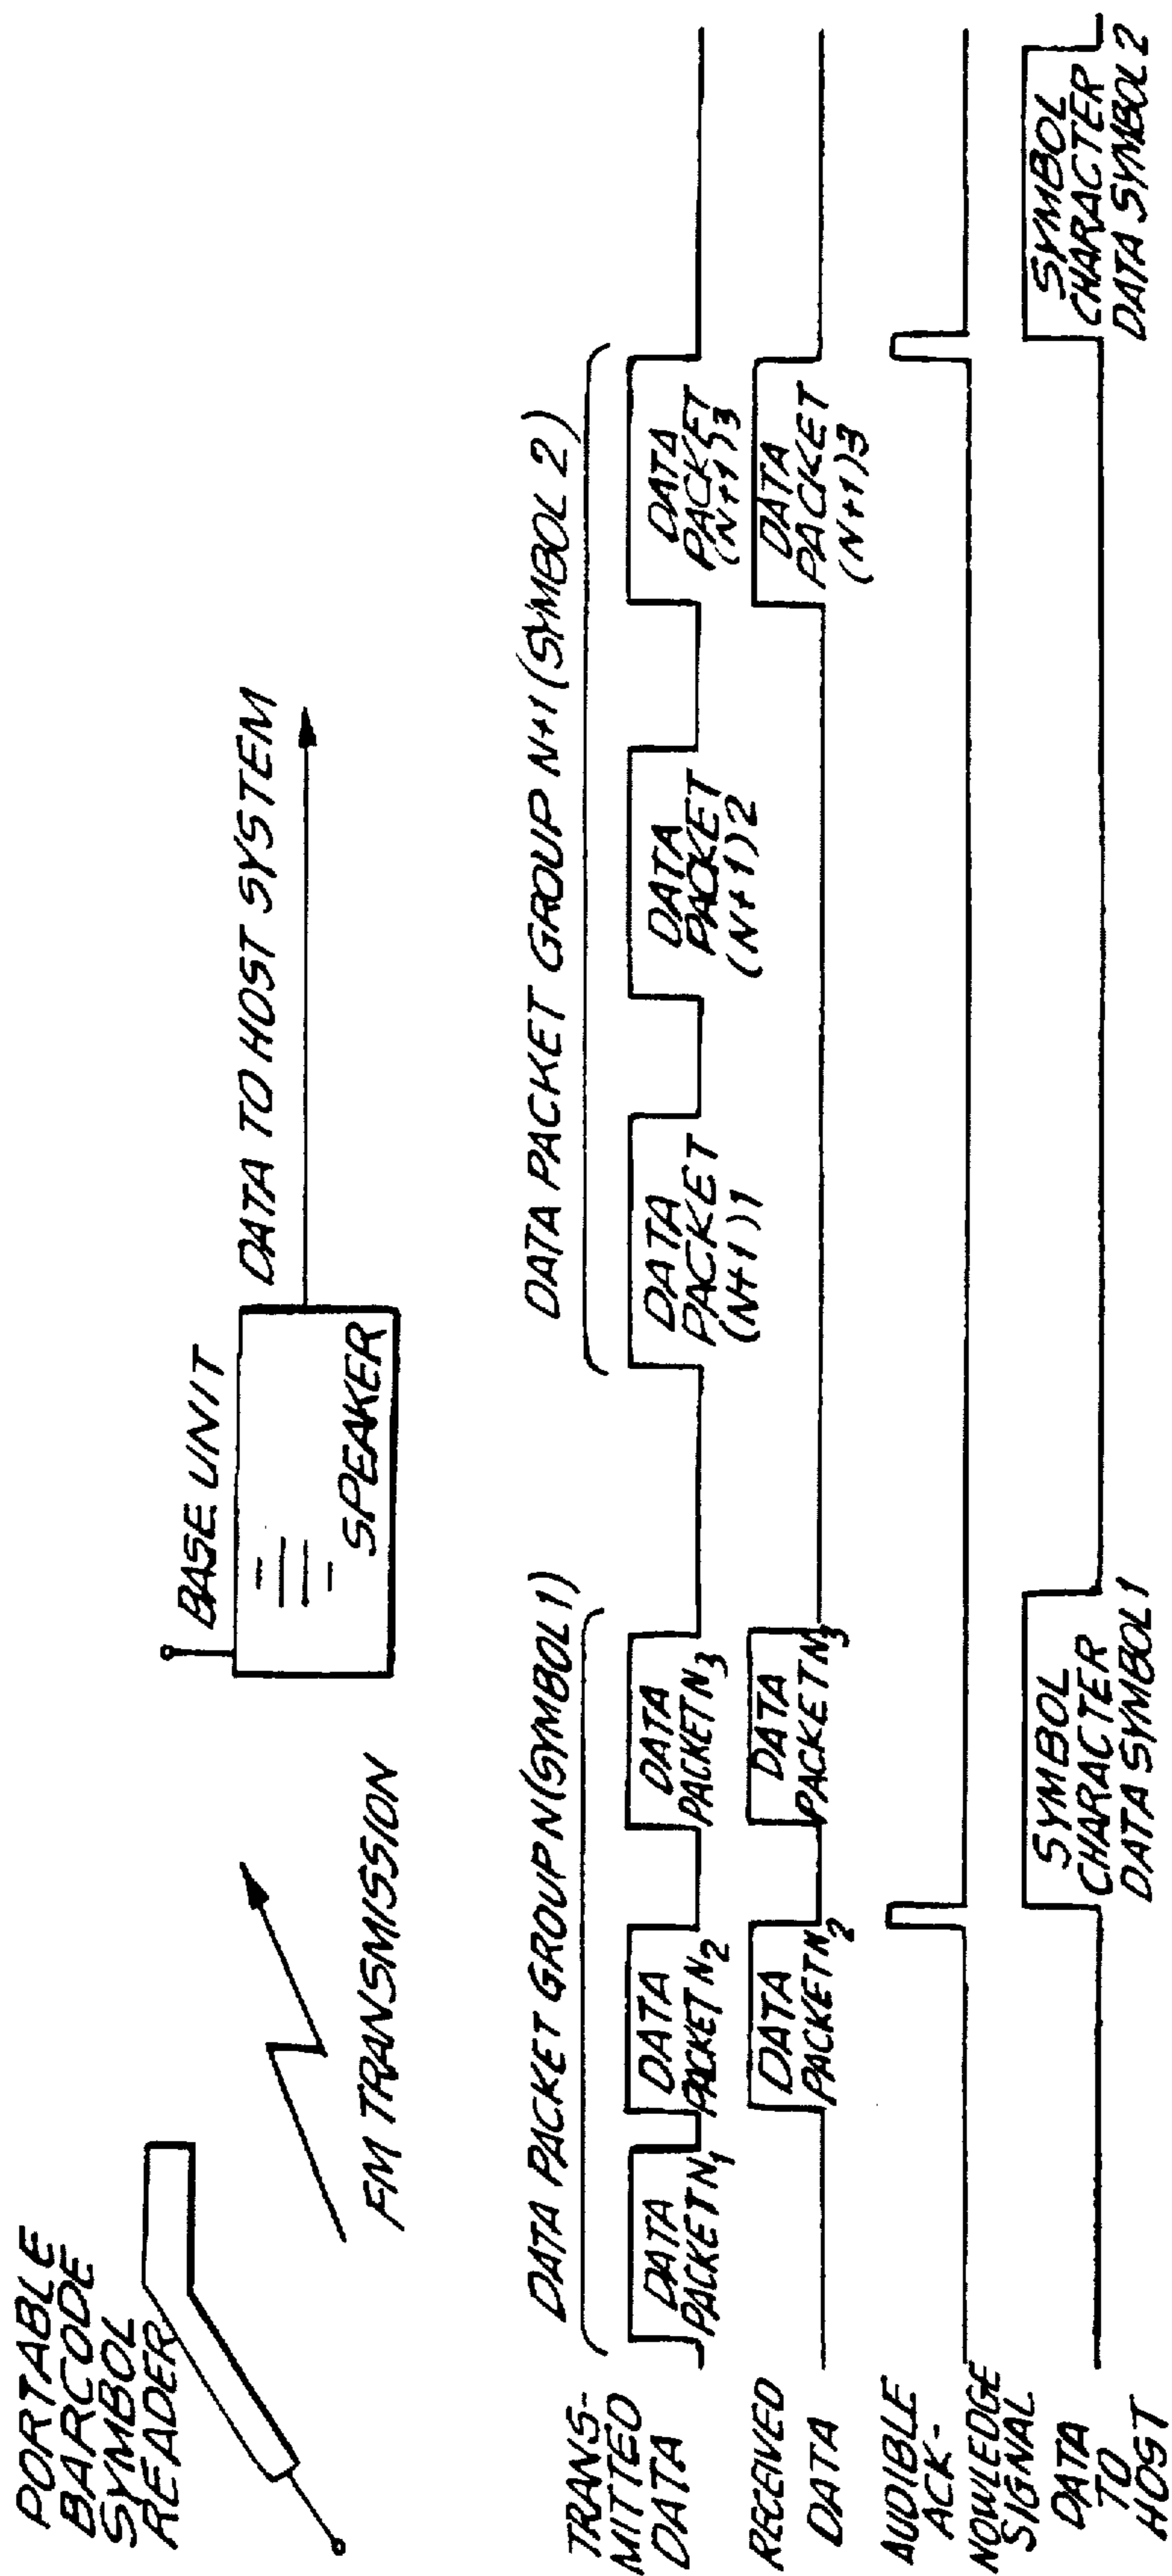 PORTABLE
BARCODE
SYMBOL
READER
FM TRANSMISSION
BASE UNIT
SPEAKER
DATA TO HOST SYSTEM
DATA PACKET GROUP N (SYMBOL 1)
DATA PACKET GROUP N+1 (SYMBOL 2)
TRANS-
MITTED
DATA
DATA
PACKET N1
DATA
PACKET N2
DATA
PACKET N3
DATA
PACKET
(N+1)1
DATA
PACKET
(N+1)2
DATA
PACKET
(N+1)3
RECEIVED
DATA
DATA
PACKET N2
DATA
PACKET N3
DATA
PACKET
(N+1)3
AUDIBLE
ACK-
NOWLEDGE
SIGNAL
DATA
TO
HOST
SYMBOL
CHARACTER
DATA SYMBOL 1
SYMBOL
CHARACTER
DATA SYMBOL 2